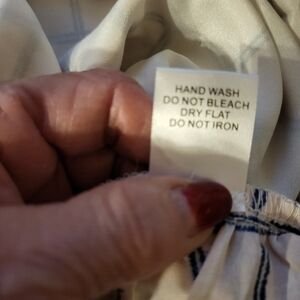 HAND WASH
DO NOT BLEACH
DRY FLAT
DO NOT IRON